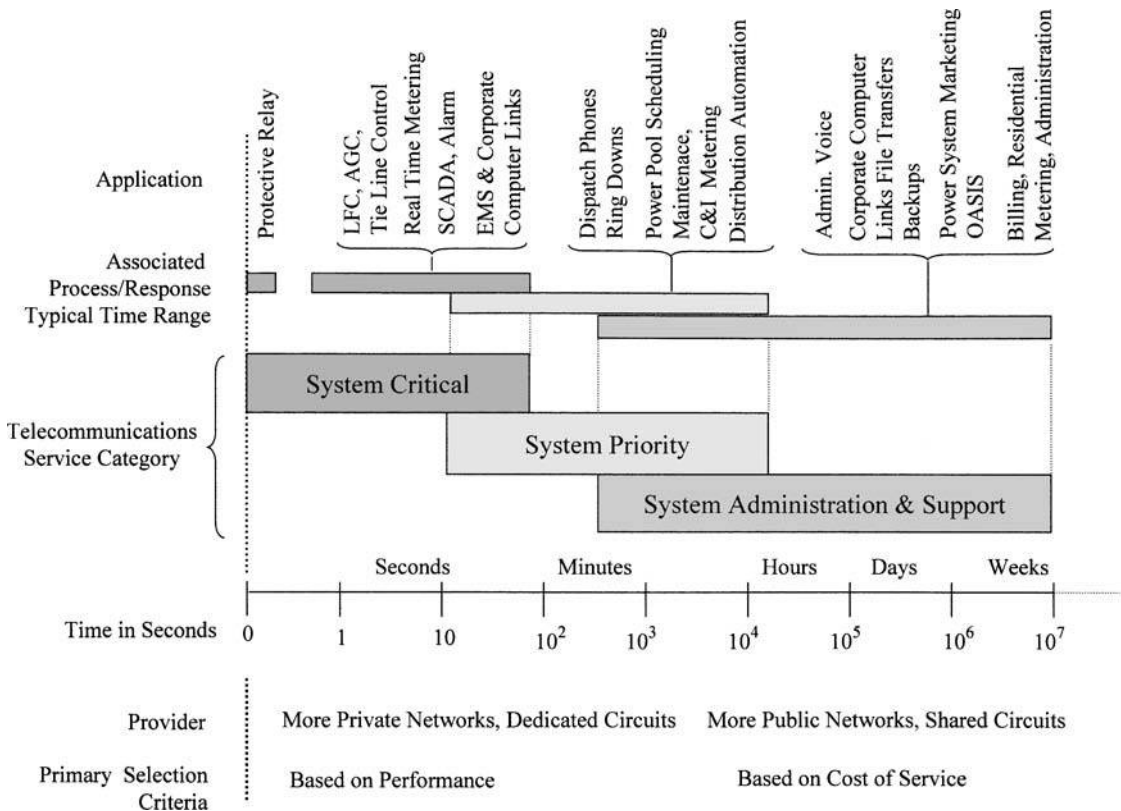 Application
Protective Relay
LFC, AGC,
Tie Line Control
Real Time Metering
SCADA, Alarm
EMS & Corporate
Computer Links
Dispatch Phones
Ring Downs
Power Pool Scheduling
Maintenace,
C&I Metering
Distribution Automation
Admin. Voice
Corporate Computer
Links File Transfers
Backups
Power System Marketing
OASIS
Billing, Residential
Metering, Administration
Associated
Process/Response
Typical Time Range
Telecommunications
Service Category
System Critical
System Priority
System Administration & Support
Seconds Minutes Hours Days Weeks
Time in Seconds 0 1 10 10² 10³ 10⁴ 10⁵ 10⁶ 10⁷
Provider More Private Networks, Dedicated Circuits More Public Networks, Shared Circuits
Primary Selection
Criteria
Based on Performance Based on Cost of Service